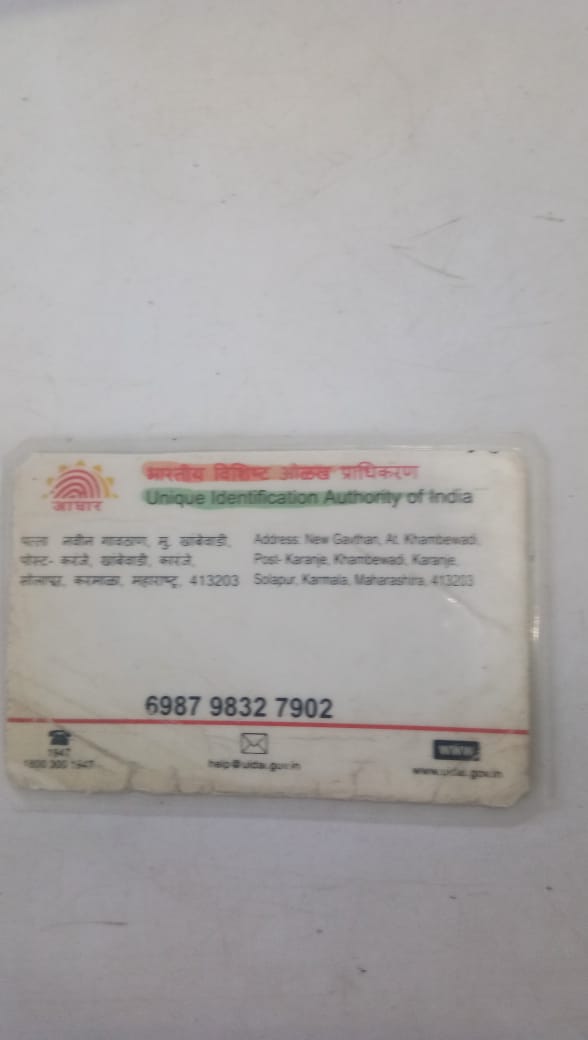 भारतीय विशिष्ट ओळख प्राधिकरण
Unique Identification Authority of India
आधार
पत्ता नवीन गावठाण, मु. खांबेवाडी,
पोस्ट- करंजे, खांबेवाडी, कारंजे,
सोलापूर, करमाळा, महाराष्ट्र, 413203
Address: New Gavthan, At. Khambewadi,
Post- Karanje, Khambewadi, Karanje,
Solapur, Karmala, Maharashtra, 413203
6987 9832 7902
1947
1800 300 1947
help@uidai.gov.in
www
www.uidai.gov.in